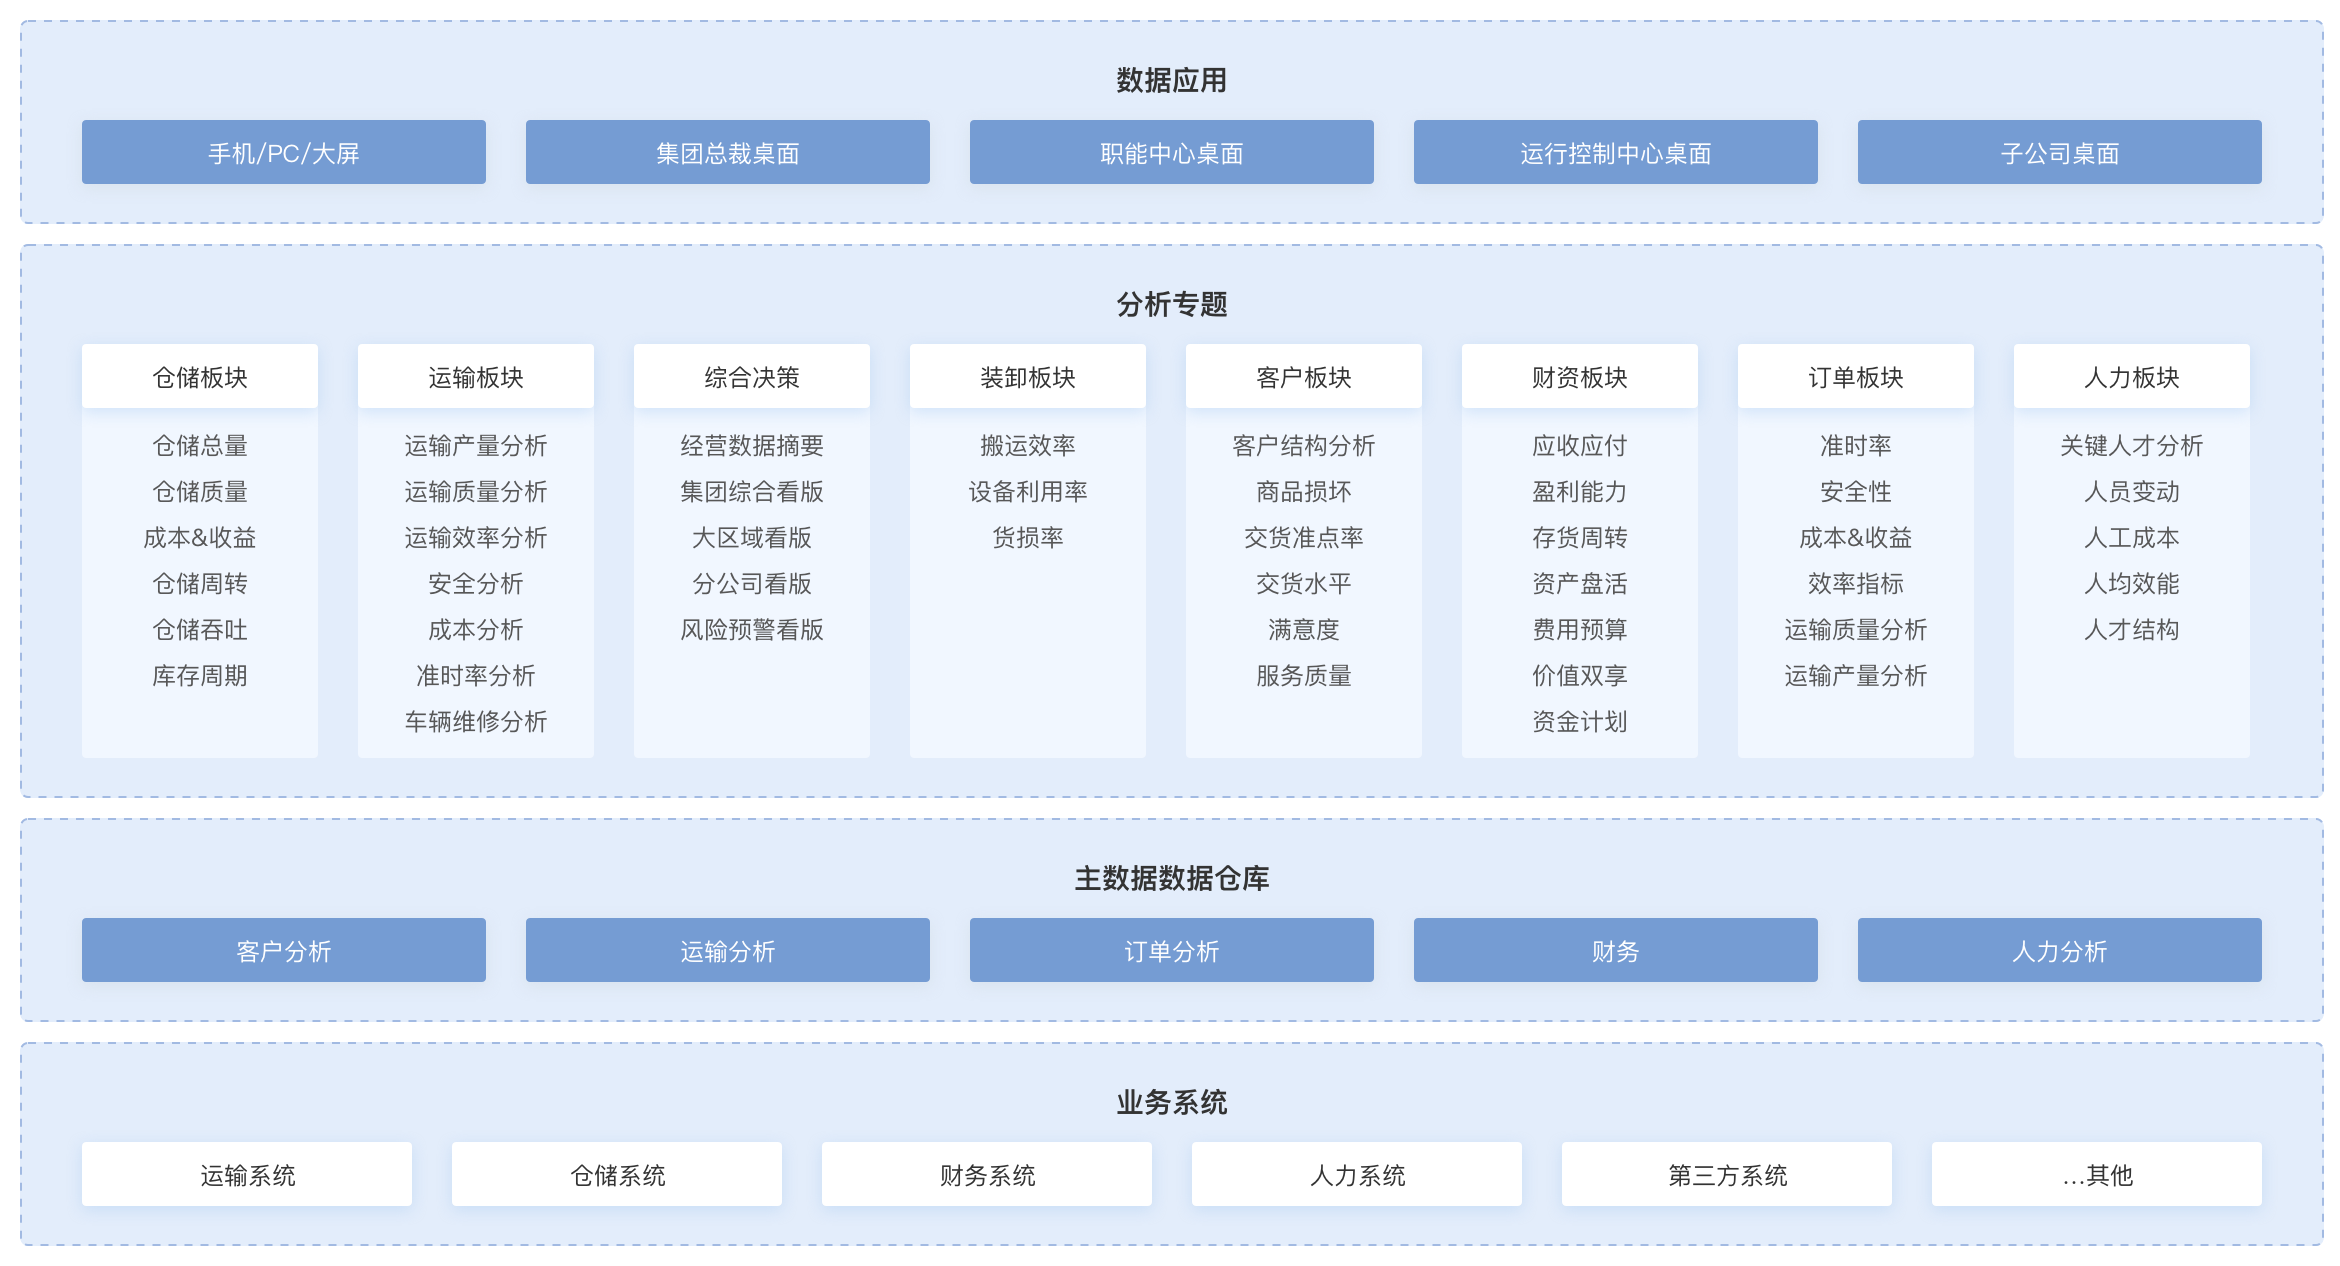 数据应用
手机/PC/大屏
集团总裁桌面
职能中心桌面
运行控制中心桌面
子公司桌面
分析专题
仓储板块
仓储总量
仓储质量
成本&收益
仓储周转
仓储吞吐
库存周期
运输板块
运输产量分析
运输质量分析
运输效率分析
安全分析
成本分析
准时率分析
车辆维修分析
综合决策
经营数据摘要
集团综合看版
大区域看版
分公司看版
风险预警看版
装卸板块
搬运效率
设备利用率
货损率
客户板块
客户结构分析
商品损坏
交货准点率
交货水平
满意度
服务质量
财资板块
应收应付
盈利能力
存货周转
资产盘活
费用预算
价值双享
资金计划
订单板块
准时率
安全性
成本&收益
效率指标
运输质量分析
运输产量分析
人力板块
关键人才分析
人员变动
人工成本
人均效能
人才结构
主数据数据仓库
客户分析
运输分析
订单分析
财务
人力分析
业务系统
运输系统
仓储系统
财务系统
人力系统
第三方系统
...其他